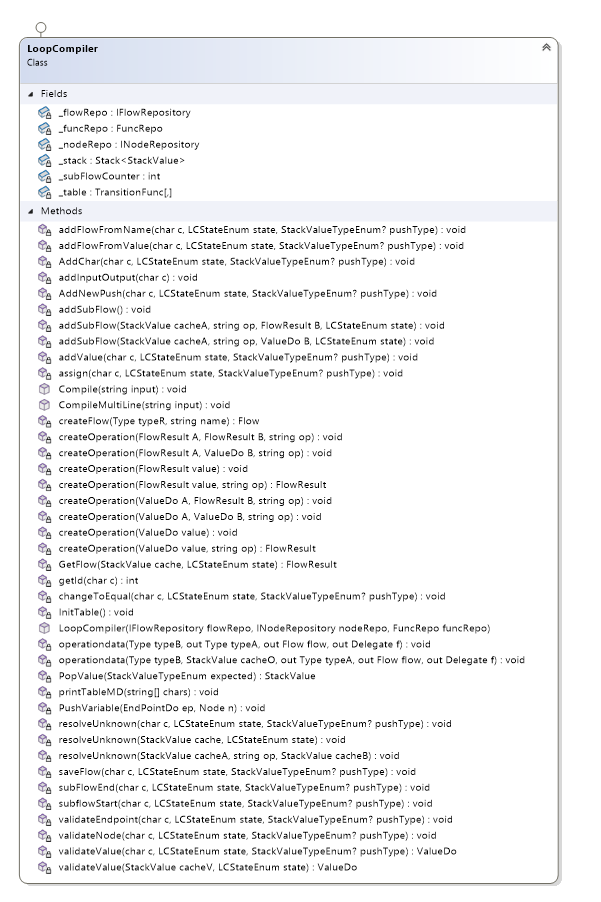 LoopCompiler
Class
Fields
_flowRepo : IFlowRepository
_funcRepo : FuncRepo
_nodeRepo : INodeRepository
_stack : Stack<StackValue>
_subFlowCounter : int
_table : TransitionFunc[,]
Methods
addFlowFromName(char c, LCStateEnum state, StackValueTypeEnum? pushType) : void
addFlowFromValue(char c, LCStateEnum state, StackValueTypeEnum? pushType) : void
AddChar(char c, LCStateEnum state, StackValueTypeEnum? pushType) : void
addInputOutput(char c) : void
AddNewPush(char c, LCStateEnum state, StackValueTypeEnum? pushType) : void
addSubFlow() : void
addSubFlow(StackValue cacheA, string op, FlowResult B, LCStateEnum state) : void
addSubFlow(StackValue cacheA, string op, ValueDo B, LCStateEnum state) : void
addValue(char c, LCStateEnum state, StackValueTypeEnum? pushType) : void
assign(char c, LCStateEnum state, StackValueTypeEnum? pushType) : void
Compile(string input) : void
CompileMultiLine(string input) : void
createFlow(Type typeR, string name) : Flow
createOperation(FlowResult A, FlowResult B, string op) : void
createOperation(FlowResult A, ValueDo B, string op) : void
createOperation(FlowResult value) : void
createOperation(FlowResult value, string op) : FlowResult
createOperation(ValueDo A, FlowResult B, string op) : void
createOperation(ValueDo A, ValueDo B, string op) : void
createOperation(ValueDo value) : void
createOperation(ValueDo value, string op) : FlowResult
GetFlow(StackValue cache, LCStateEnum state) : FlowResult
getId(char c) : int
changeToEqual(char c, LCStateEnum state, StackValueTypeEnum? pushType) : void
InitTable() : void
LoopCompiler(IFlowRepository flowRepo, INodeRepository nodeRepo, FuncRepo funcRepo)
operationdata(Type typeB, out Type typeA, out Flow flow, out Delegate f) : void
operationdata(Type typeB, StackValue cacheO, out Type typeA, out Flow flow, out Delegate f) : void
PopValue(StackValueTypeEnum expected) : StackValue
printTableMD(string[] chars) : void
PushVariable(EndPointDo ep, Node n) : void
resolveUnknown(char c, LCStateEnum state, StackValueTypeEnum? pushType) : void
resolveUnknown(StackValue cache, LCStateEnum state) : void
resolveUnknown(StackValue cacheA, string op, StackValue cacheB) : void
saveFlow(char c, LCStateEnum state, StackValueTypeEnum? pushType) : void
subFlowEnd(char c, LCStateEnum state, StackValueTypeEnum? pushType) : void
subflowStart(char c, LCStateEnum state, StackValueTypeEnum? pushType) : void
validateEndpoint(char c, LCStateEnum state, StackValueTypeEnum? pushType) : void
validateNode(char c, LCStateEnum state, StackValueTypeEnum? pushType) : void
validateValue(char c, LCStateEnum state, StackValueTypeEnum? pushType) : ValueDo
validateValue(StackValue cacheV, LCStateEnum state) : ValueDo